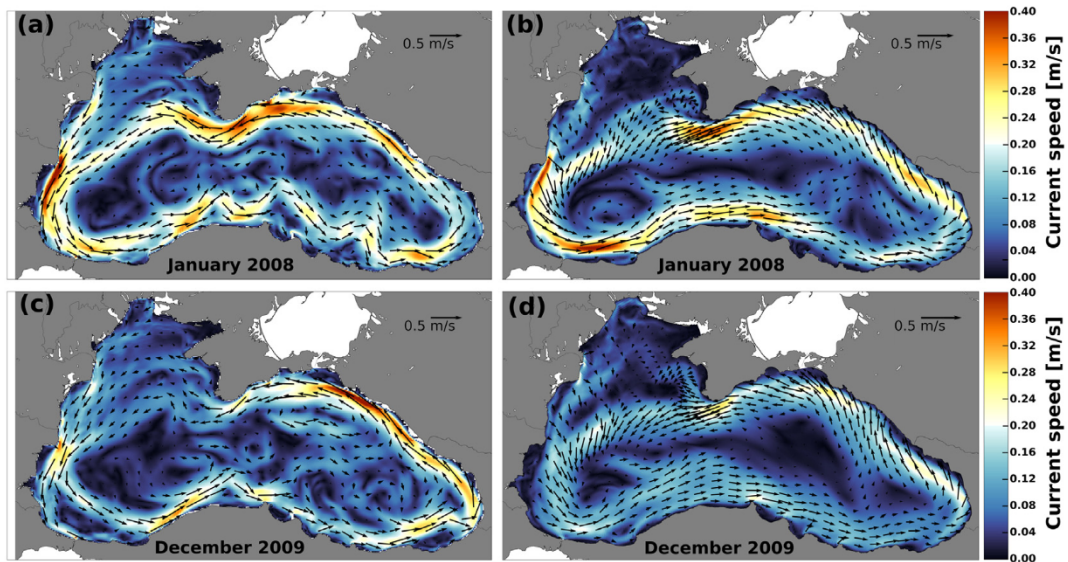 (a)
0.5 m/s
January 2008
(b)
0.5 m/s
January 2008
0.40
0.36
0.32
0.28
0.24
0.20
0.16
0.12
0.08
0.04
0.00
Current speed [m/s]
(c)
0.5 m/s
December 2009
(d)
0.5 m/s
December 2009
0.40
0.36
0.32
0.28
0.24
0.20
0.16
0.12
0.08
0.04
0.00
Current speed [m/s]